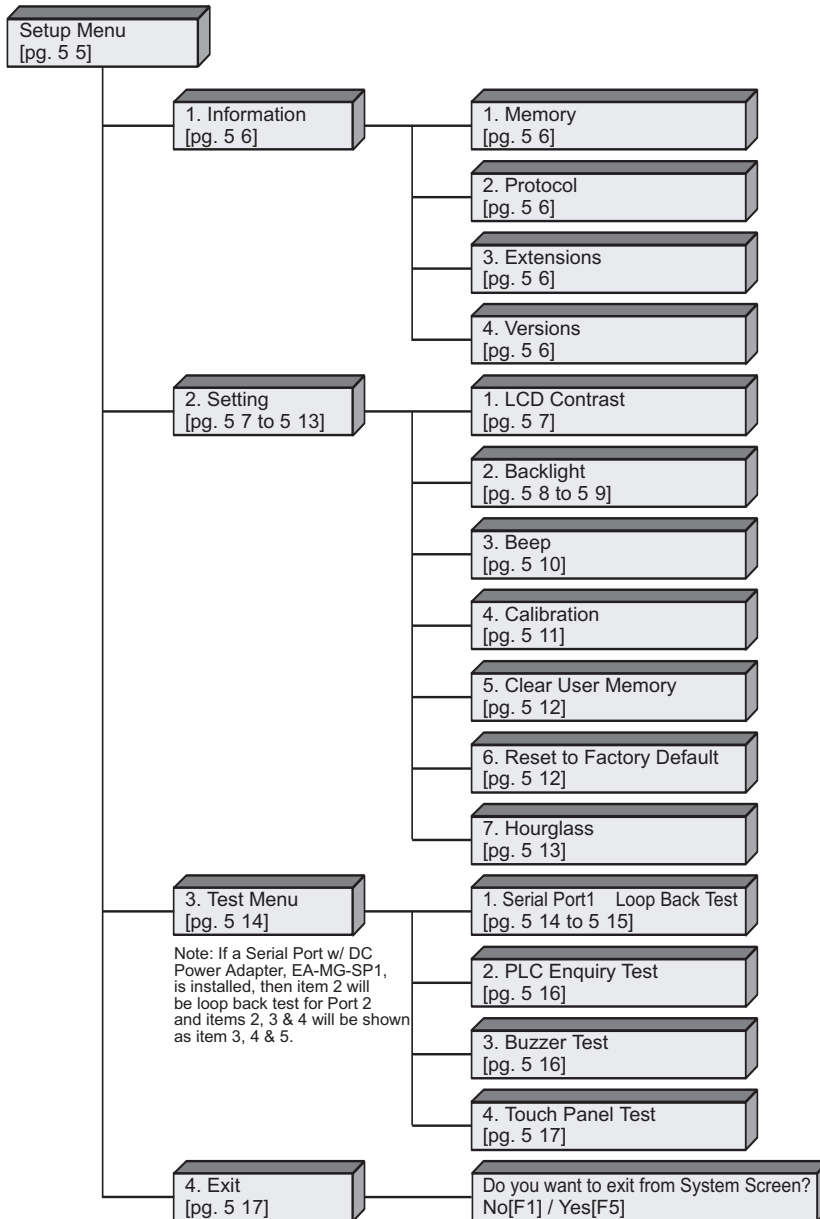 Setup Menu
[pg. 5 5]
1. Information
[pg. 5 6]
1. Memory
[pg. 5 6]
2. Protocol
[pg. 5 6]
3. Extensions
[pg. 5 6]
4. Versions
[pg. 5 6]
2. Setting
[pg. 5 7 to 5 13]
1. LCD Contrast
[pg. 5 7]
2. Backlight
[pg. 5 8 to 5 9]
3. Beep
[pg. 5 10]
4. Calibration
[pg. 5 11]
5. Clear User Memory
[pg. 5 12]
6. Reset to Factory Default
[pg. 5 12]
7. Hourglass
[pg. 5 13]
3. Test Menu
[pg. 5 14]
Note: If a Serial Port w/ DC
Power Adapter, EA-MG-SP1,
is installed, then item 2 will
be loop back test for Port 2
and items 2, 3 & 4 will be shown
as item 3, 4 & 5.
1. Serial Port1 Loop Back Test
[pg. 5 14 to 5 15]
2. PLC Enquiry Test
[pg. 5 16]
3. Buzzer Test
[pg. 5 16]
4. Touch Panel Test
[pg. 5 17]
4. Exit
[pg. 5 17]
Do you want to exit from System Screen?
No[F1] / Yes[F5]